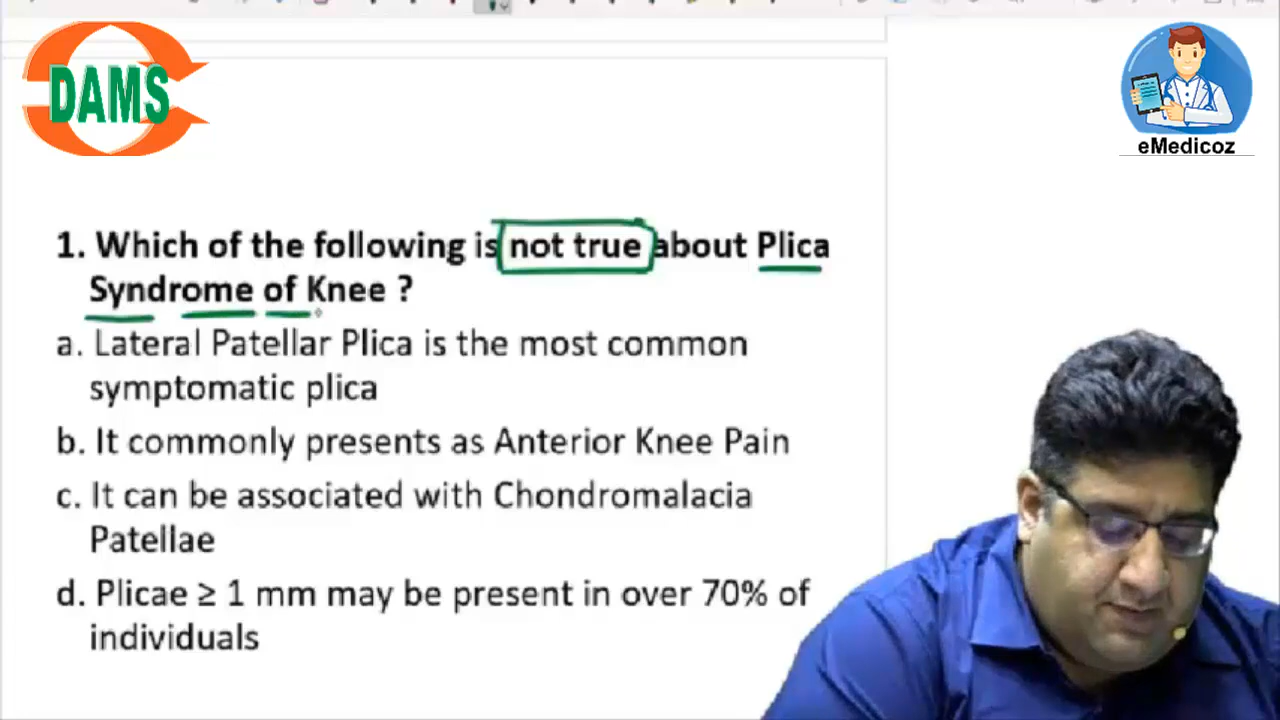 DAMS
eMedicoz
1. Which of the following is not true about Plica
Syndrome of Knee ?
a. Lateral Patellar Plica is the most common
symptomatic plica
b. It commonly presents as Anterior Knee Pain
c. It can be associated with Chondromalacia
Patellae
d. Plicae ≥ 1 mm may be present in over 70% of
individuals